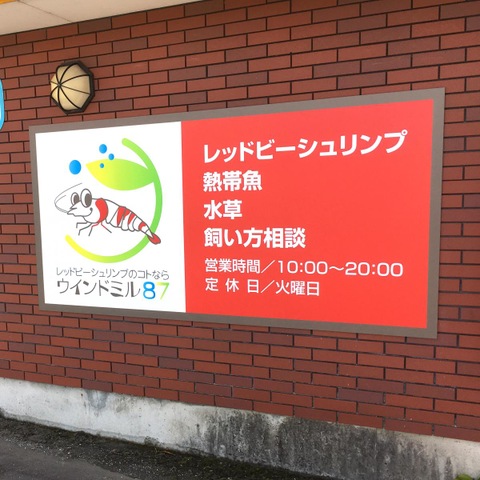 レッドビーシュリンプのコトなら
ウインドミル87
レッドビーシュリンプ
熱帯魚
水草
飼い方相談
営業時間／10:00～20:00
定休日／火曜日